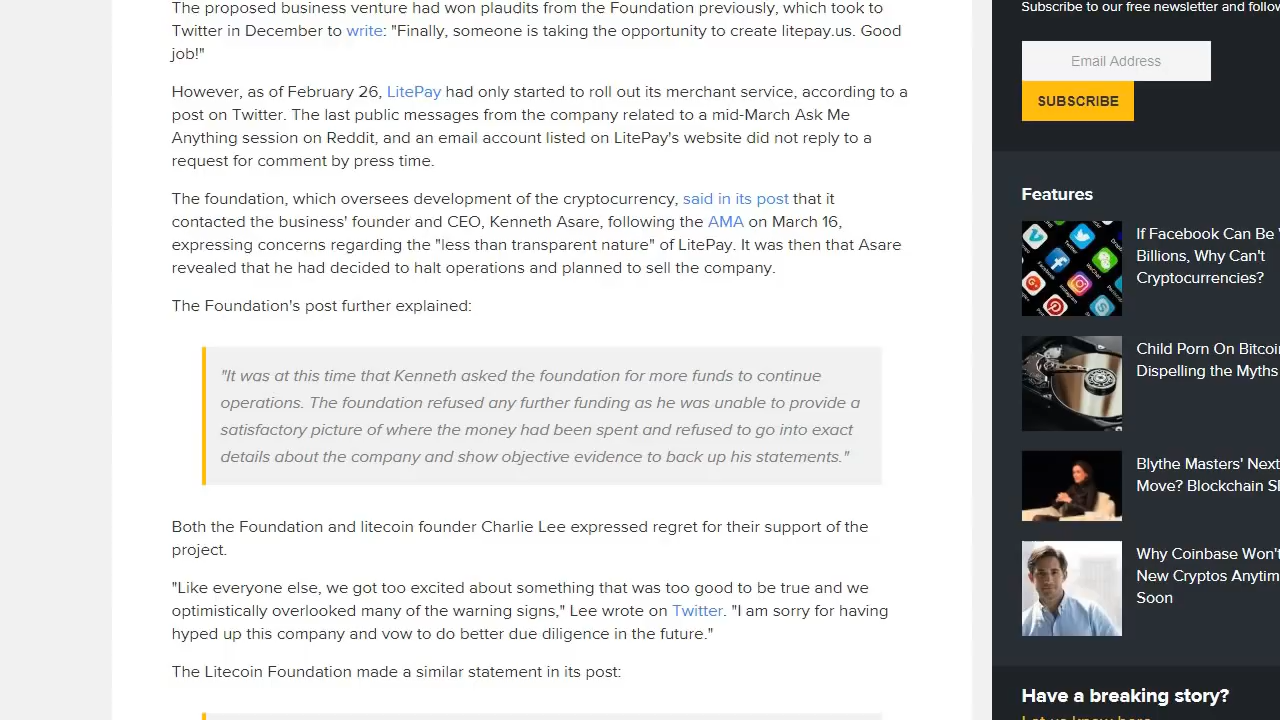 The proposed business venture had won plaudits from the Foundation previously, which took to
Twitter in December to write: "Finally, someone is taking the opportunity to create litepay.us. Good
job!"
However, as of February 26, LitePay had only started to roll out its merchant service, according to a
post on Twitter. The last public messages from the company related to a mid-March Ask Me
Anything session on Reddit, and an email account listed on LitePay's website did not reply to a
request for comment by press time.
The foundation, which oversees development of the cryptocurrency, said in its post that it
contacted the business' founder and CEO, Kenneth Asare, following the AMA on March 16,
expressing concerns regarding the "less than transparent nature" of LitePay. It was then that Asare
revealed that he had decided to halt operations and planned to sell the company.
The Foundation's post further explained:
"It was at this time that Kenneth asked the foundation for more funds to continue
operations. The foundation refused any further funding as he was unable to provide a
satisfactory picture of where the money had been spent and refused to go into exact
details about the company and show objective evidence to back up his statements."
Both the Foundation and litecoin founder Charlie Lee expressed regret for their support of the
project.
"Like everyone else, we got too excited about something that was too good to be true and we
optimistically overlooked many of the warning signs," Lee wrote on Twitter. "I am sorry for having
hyped up this company and vow to do better due diligence in the future."
The Litecoin Foundation made a similar statement in its post:
Subscribe to our free newsletter and follow
Email Address
SUBSCRIBE
Features
If Facebook Can Be
Billions, Why Can't
Cryptocurrencies?
Child Porn On Bitcoin
Dispelling the Myths
Blythe Masters' Next
Move? Blockchain
Why Coinbase Won't
New Cryptos Anytim
Soon
Have a breaking story?
Let us know here